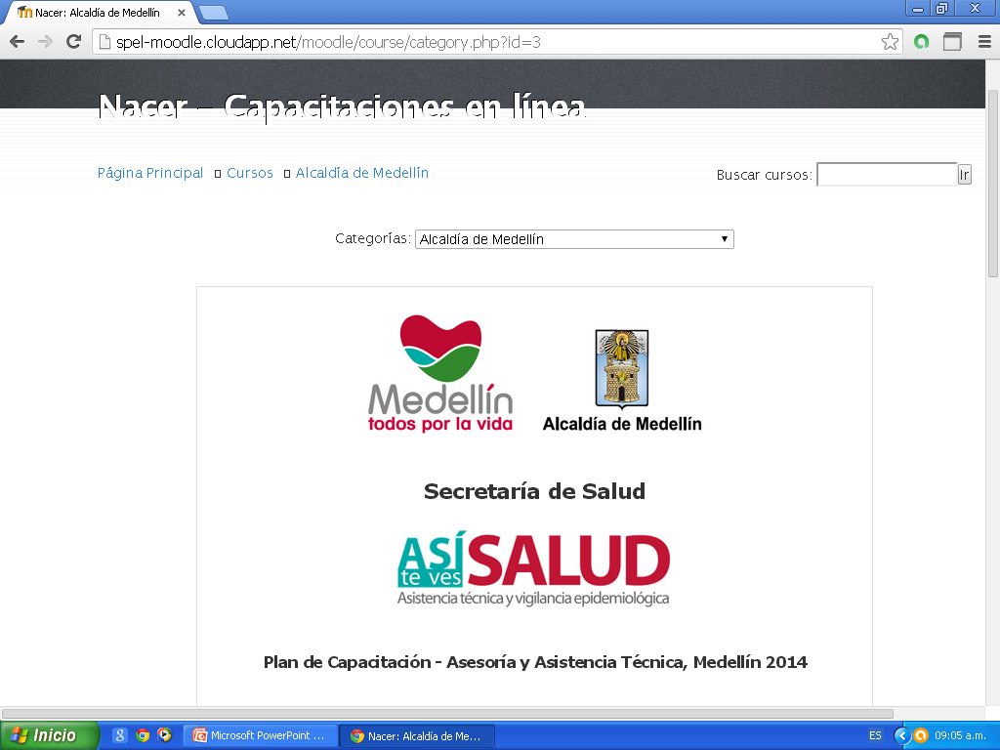 Nacer: Alcaldía de Medellín
spel-moodle.cloudapp.net/moodle/course/category.php?id=3
Nacer - Capacitaciones en línea
Página Principal Cursos Alcaldía de Medellín
Buscar cursos: Ir
Categorías: Alcaldía de Medellín
Medellín
todos por la vida
Alcaldía de Medellín
Secretaría de Salud
ASÍ te ves SALUD
Asistencia técnica y vigilancia epidemiológica
Plan de Capacitación - Asesoría y Asistencia Técnica, Medellín 2014
Inicio Microsoft PowerPoint ... Nacer: Alcaldía de Me... ES 09:05 a.m.